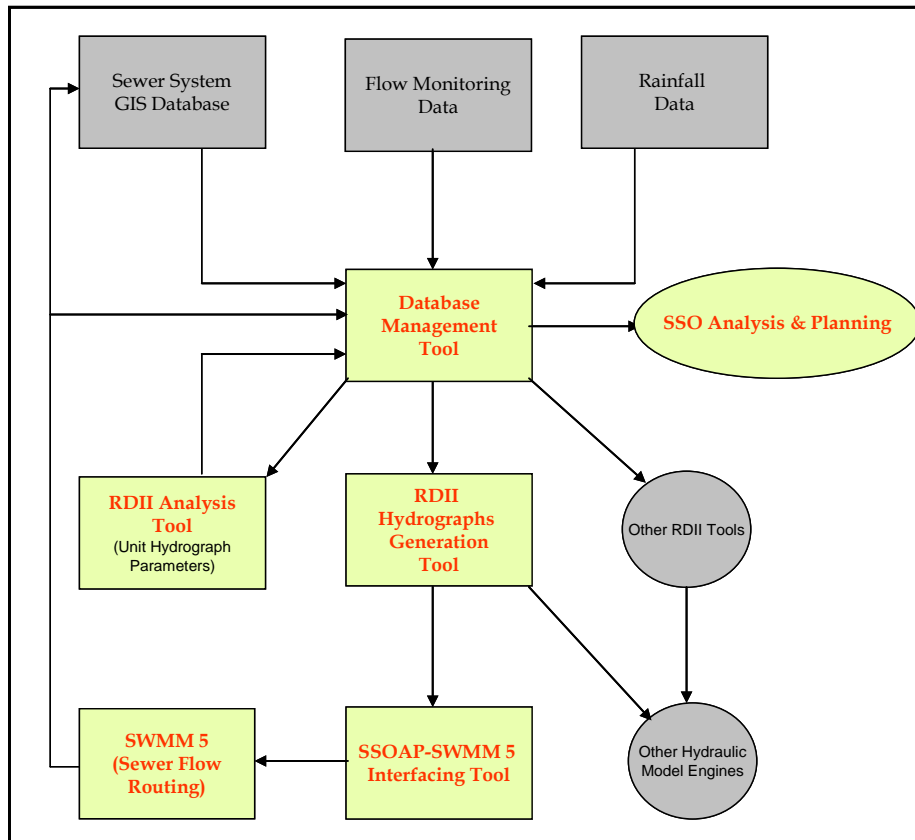 Sewer System
GIS Database
Flow Monitoring
Data
Rainfall
Data
Database
Management
Tool
SSO Analysis & Planning
RDII Analysis
Tool
(Unit Hydrograph
Parameters)
RDII
Hydrographs
Generation
Tool
Other RDII Tools
SWMM 5
(Sewer Flow
Routing)
SSOAP-SWMM 5
Interfacing Tool
Other Hydraulic
Model Engines